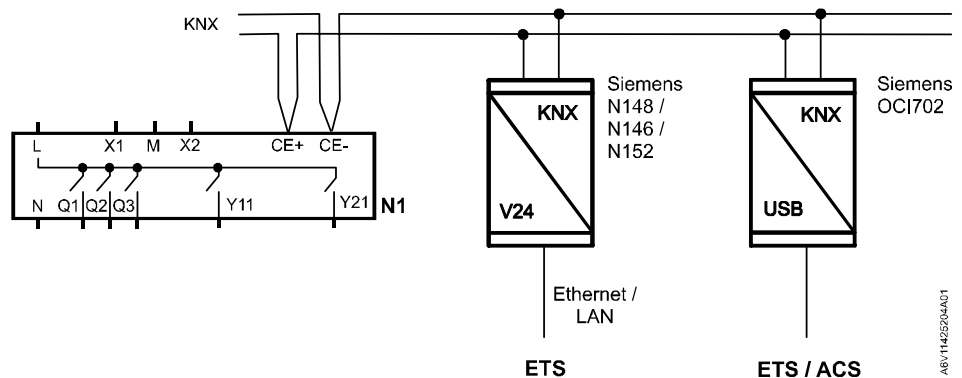 KNX
L X1 M X2 CE+ CE-
N Q1 Q2 Q3 Y11 Y21 N1
KNX
V24
Siemens
N148 /
N146 /
N152
Ethernet /
LAN
ETS
KNX
USB
Siemens
OCI702
ETS / ACS
A6V11425204A01